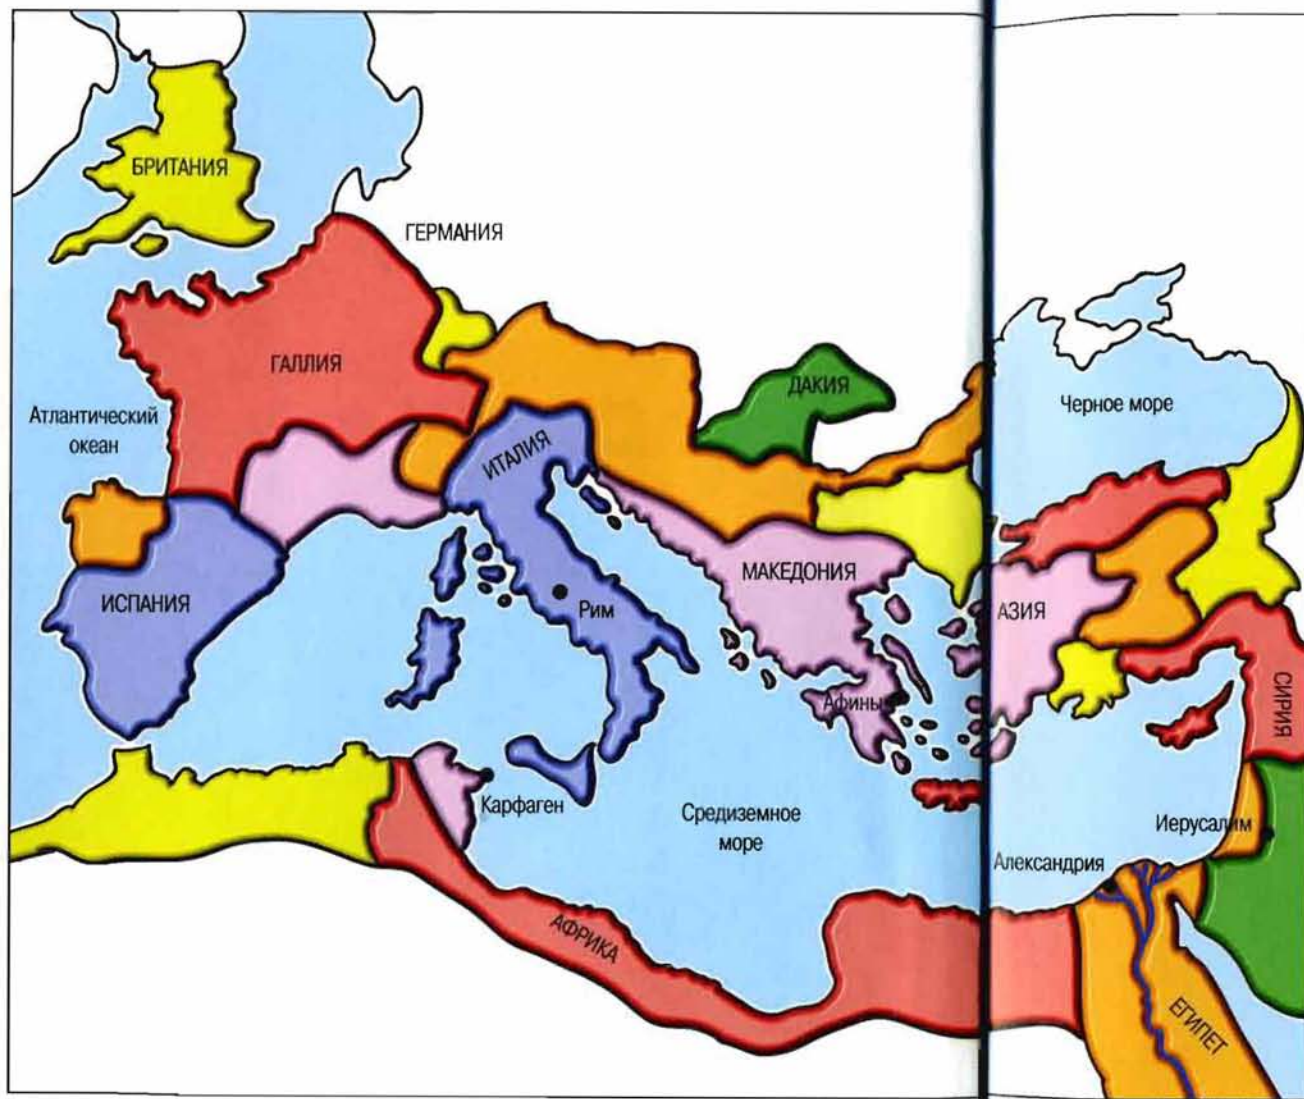 БРИТАНИЯ
ГЕРМАНИЯ
ГАЛЛИЯ
ДАКИЯ
Черное море
Атлантический
океан
ИТАЛИЯ
ИСПАНИЯ
Рим
МАКЕДОНИЯ
АЗИЯ
Афины
СИРИЯ
Карфаген
Средиземное
море
Иерусалим
Александрия
АФРИКА
ЕГИПЕТ